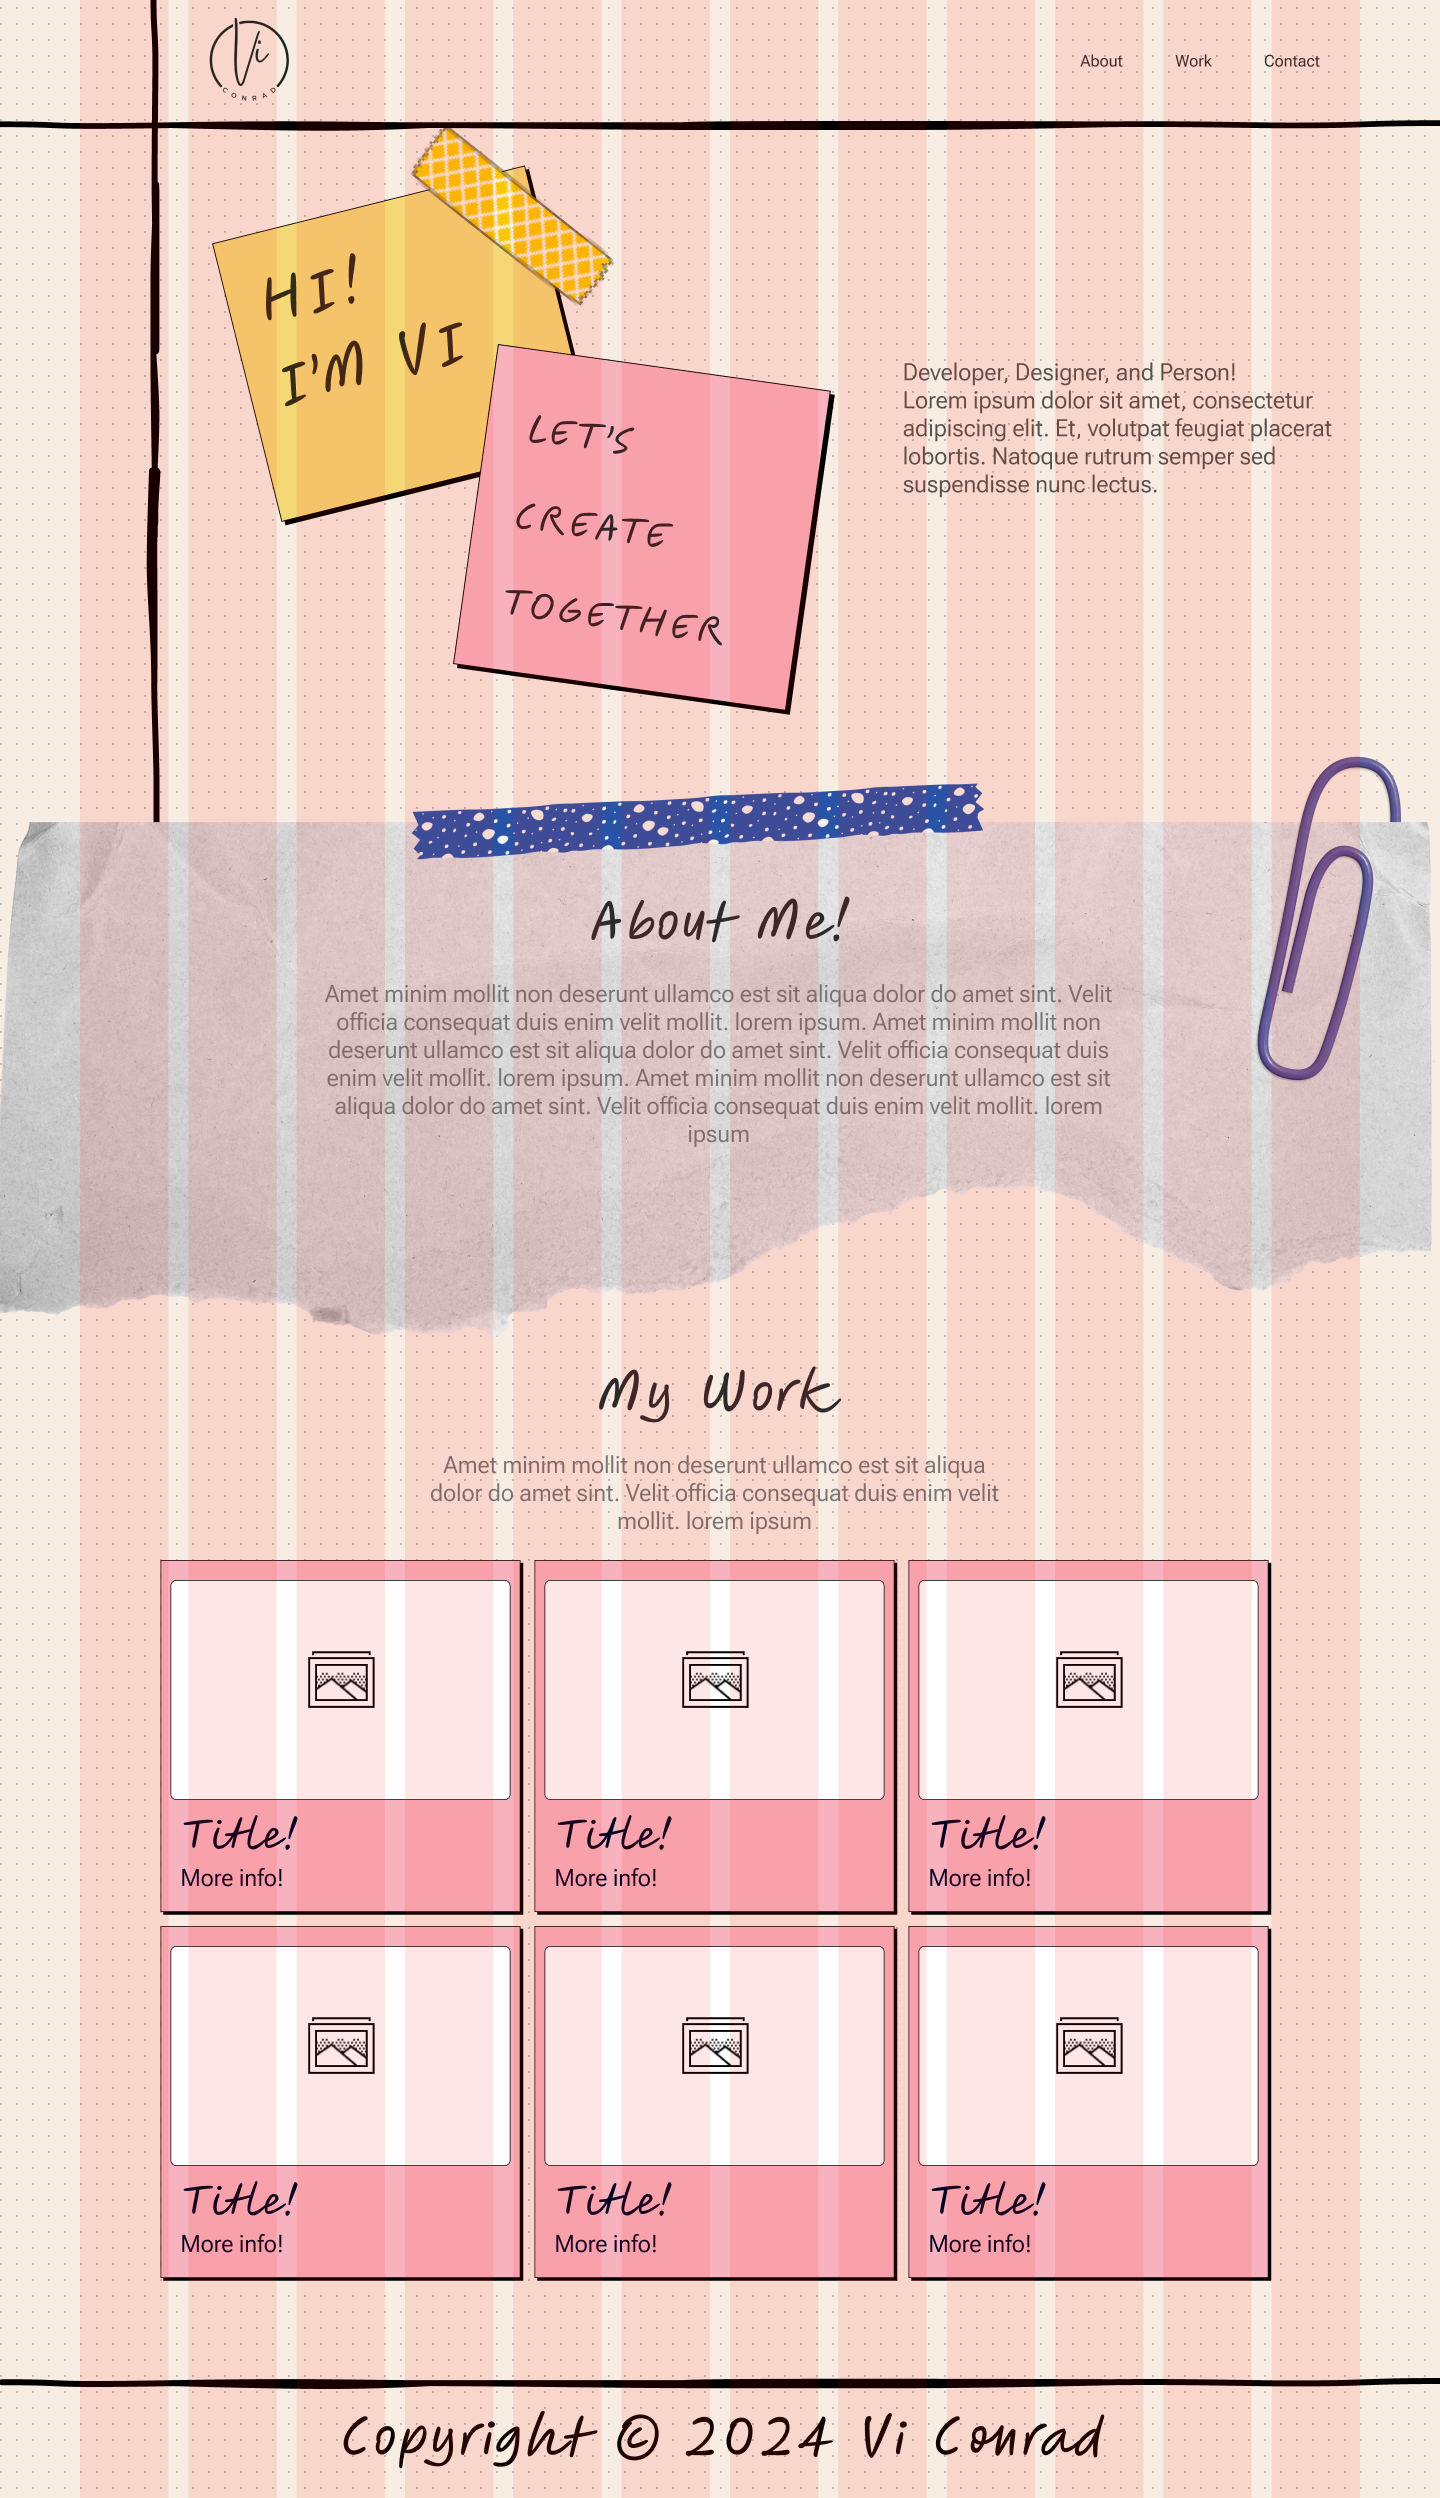 Vi
CONRAD
About Work Contact
HI!
I'M VI
LET'S
CREATE
TOGETHER
Developer, Designer, and Person!
Lorem ipsum dolor sit amet, consectetur
adipiscing elit. Et, volutpat feugiat placerat
lobortis. Natoque rutrum semper sed
suspendisse nunc lectus.
About Me!
Amet minim mollit non deserunt ullamco est sit aliqua dolor do amet sint. Velit
officia consequat duis enim velit mollit. lorem ipsum. Amet minim mollit non
deserunt ullamco est sit aliqua dolor do amet sint. Velit officia consequat duis
enim velit mollit. lorem ipsum. Amet minim mollit non deserunt ullamco est sit
aliqua dolor do amet sint. Velit officia consequat duis enim velit mollit. lorem
ipsum
My Work
Amet minim mollit non deserunt ullamco est sit aliqua
dolor do amet sint. Velit officia consequat duis enim velit
mollit. lorem ipsum
Title!
More info!
Title!
More info!
Title!
More info!
Title!
More info!
Title!
More info!
Title!
More info!
Copyright © 2024 Vi Conrad